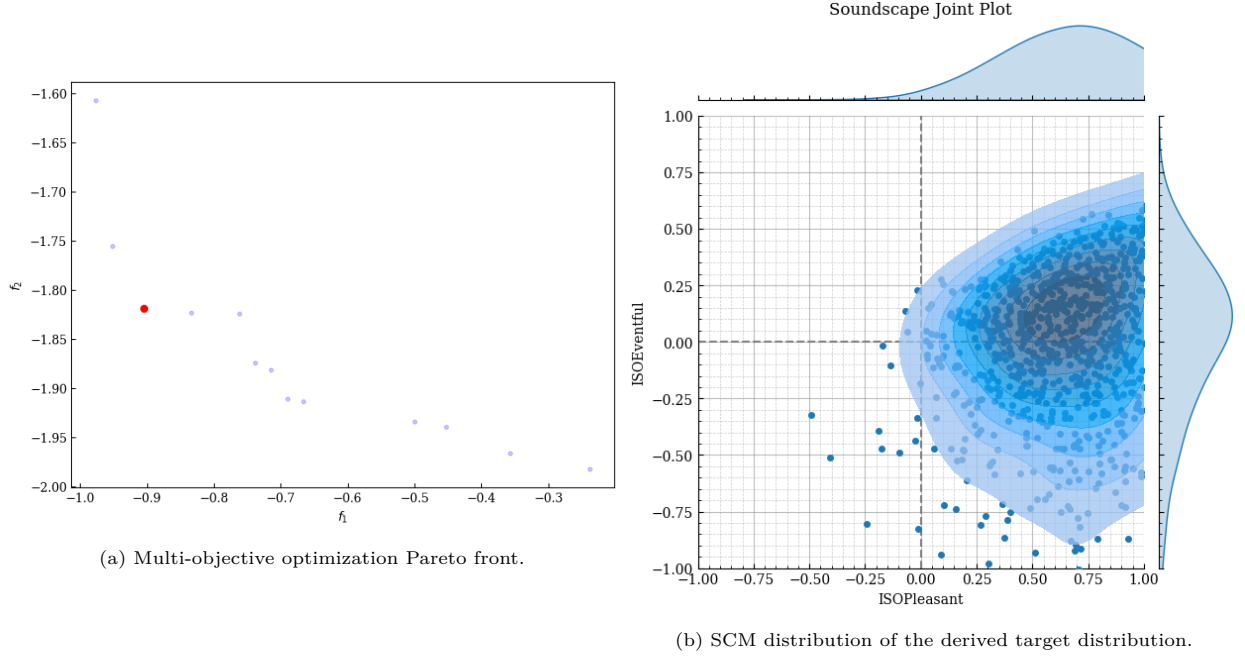 Soundscape Joint Plot
−1.60
−1.65
−1.70
−1.75
−1.80
−1.85
−1.90
−1.95
−2.00
f₂
−1.0 −0.9 −0.8 −0.7 −0.6 −0.5 −0.4 −0.3
f₁
(a) Multi-objective optimization Pareto front.
1.00
0.75
0.50
0.25
0.00
−0.25
−0.50
−0.75
−1.00
ISOEventful
−1.00 −0.75 −0.50 −0.25 0.00 0.25 0.50 0.75 1.00
ISOPleasant
(b) SCM distribution of the derived target distribution.